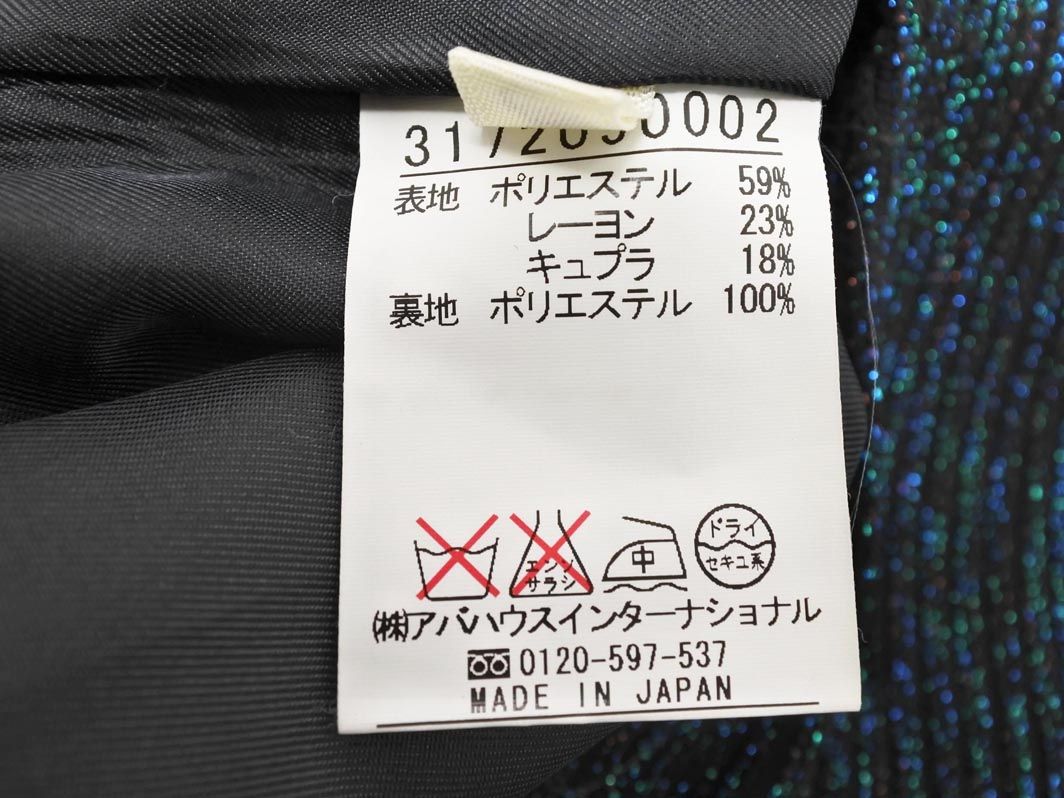 31/2090002
表地 ポリエステル 59%
レーヨン 23%
キュプラ 18%
裏地 ポリエステル 100%
エンソ
サラシ
中
ドライ
セキユ系
㈱アバハウスインターナショナル
0120-597-537
MADE IN JAPAN